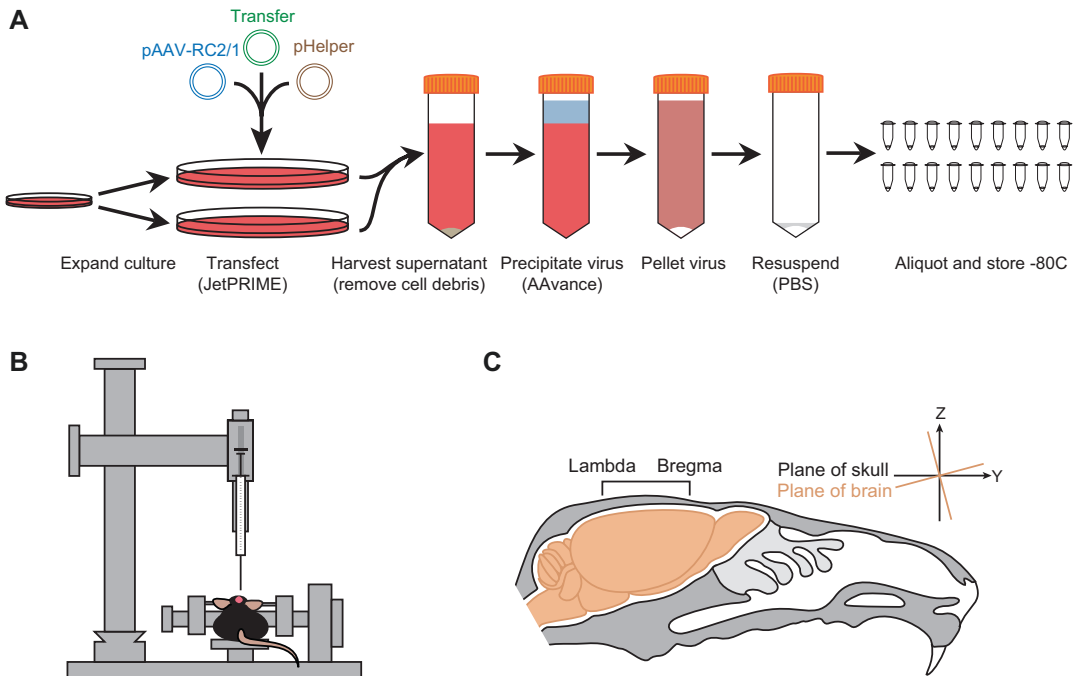 A
Transfer
pAAV-RC2/1
pHelper
Expand culture
Transfect
(JetPRIME)
Harvest supernatant
(remove cell debris)
Precipitate virus
(AAvance)
Pellet virus
Resuspend
(PBS)
Aliquot and store -80C
B
C
Lambda
Bregma
Plane of skull
Plane of brain
Z
Y